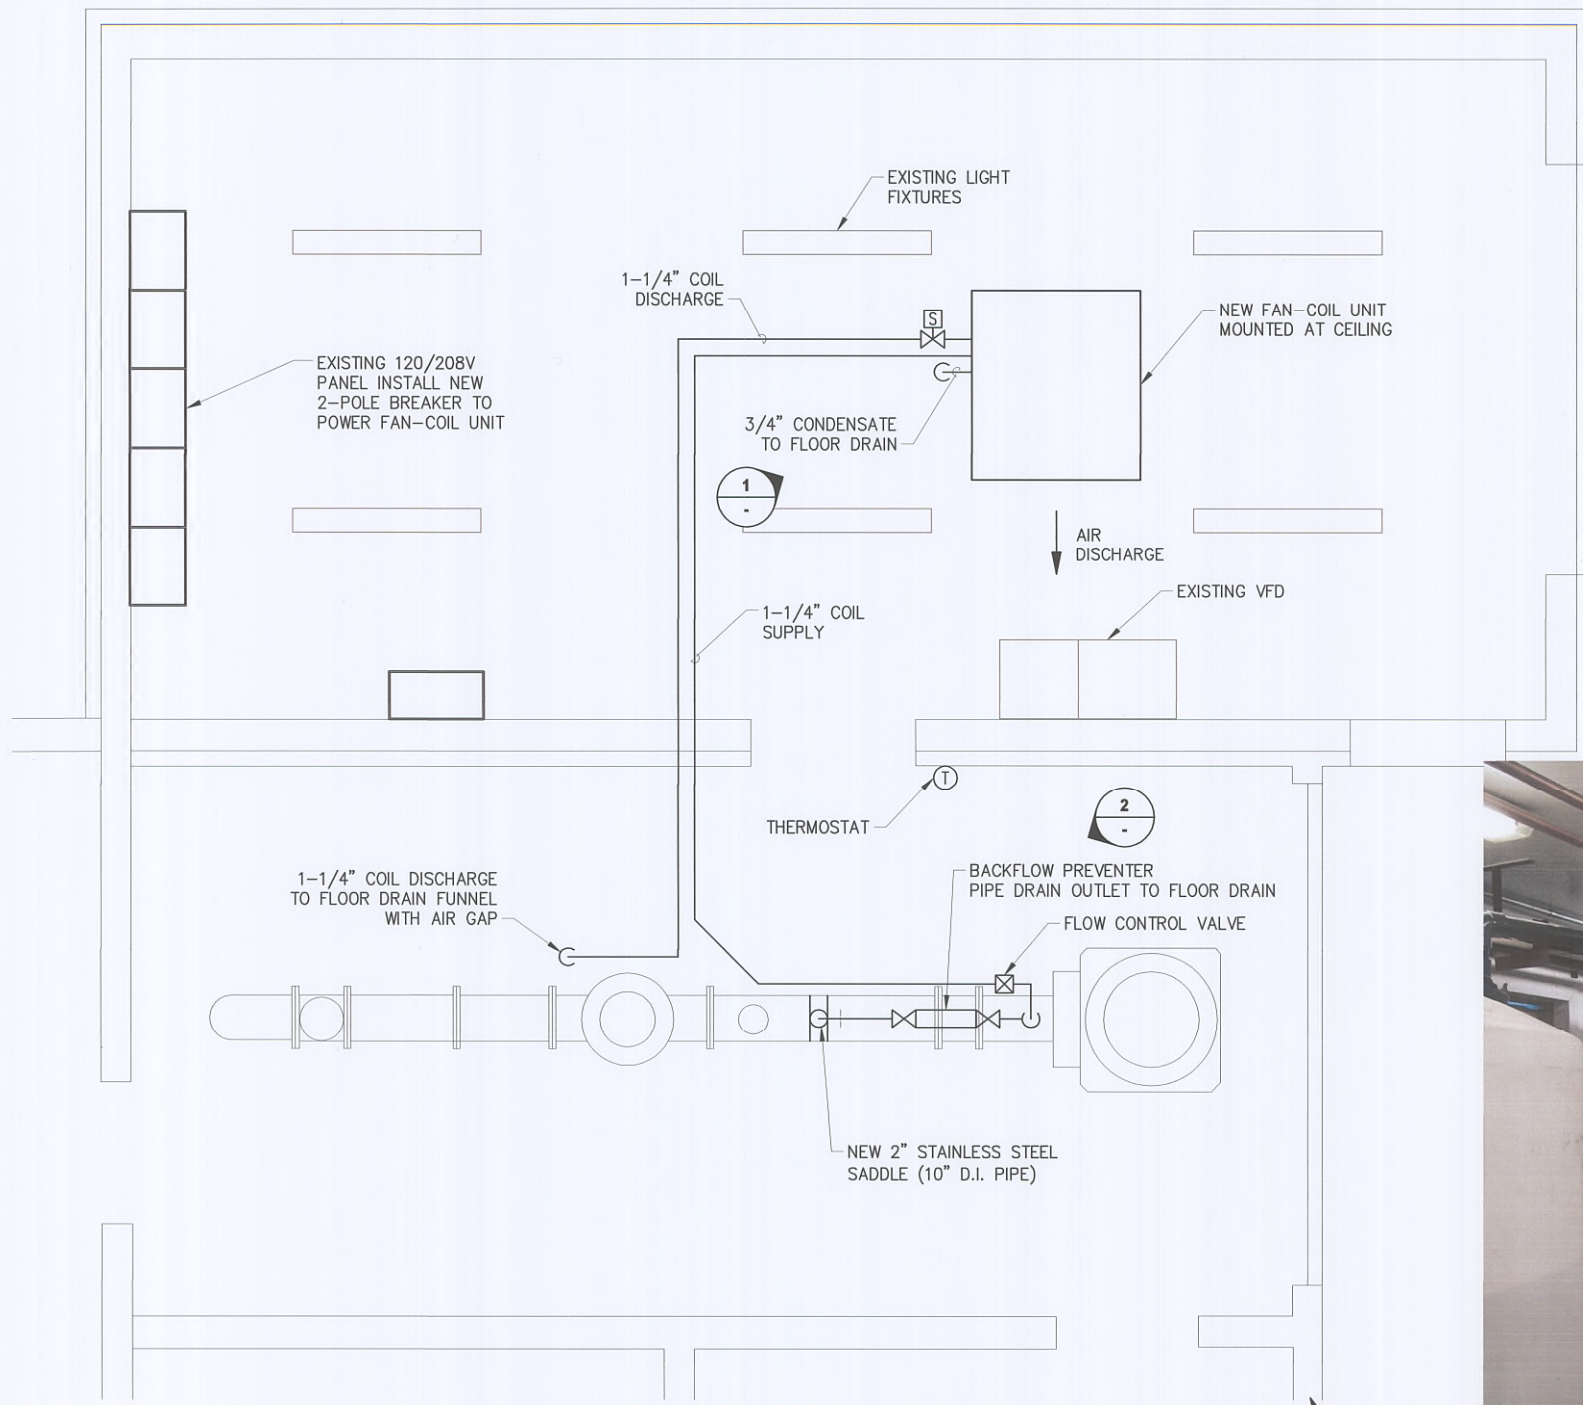 EXISTING LIGHT
FIXTURES
1-1/4" COIL
DISCHARGE
S
NEW FAN-COIL UNIT
MOUNTED AT CEILING
EXISTING 120/208V
PANEL INSTALL NEW
2-POLE BREAKER TO
POWER FAN-COIL UNIT
3/4" CONDENSATE
TO FLOOR DRAIN
1
-
AIR
DISCHARGE
EXISTING VFD
1-1/4" COIL
SUPPLY
T
THERMOSTAT
2
-
1-1/4" COIL DISCHARGE
TO FLOOR DRAIN FUNNEL
WITH AIR GAP
BACKFLOW PREVENTER
PIPE DRAIN OUTLET TO FLOOR DRAIN
FLOW CONTROL VALVE
NEW 2" STAINLESS STEEL
SADDLE (10" D.I. PIPE)